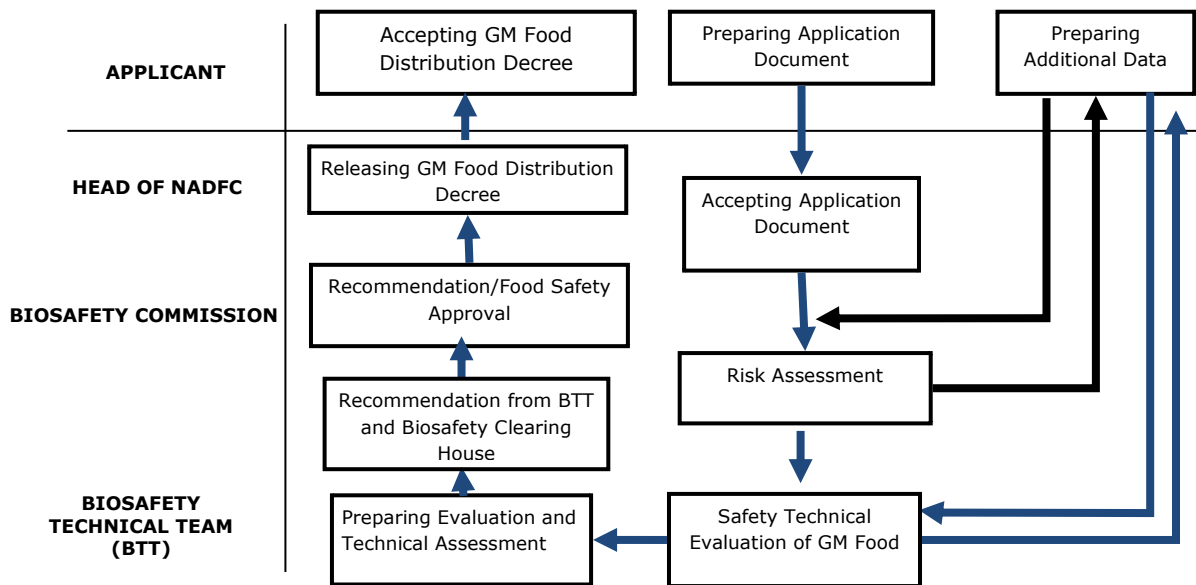 APPLICANT
Accepting GM Food
Distribution Decree
Preparing Application
Document
Preparing
Additional Data
HEAD OF NADFC
Releasing GM Food Distribution
Decree
Accepting Application
Document
BIOSAFETY COMMISSION
Recommendation/Food Safety
Approval
Risk Assessment
Recommendation from BTT
and Biosafety Clearing
House
BIOSAFETY
TECHNICAL TEAM
(BTT)
Preparing Evaluation and
Technical Assessment
Safety Technical
Evaluation of GM Food